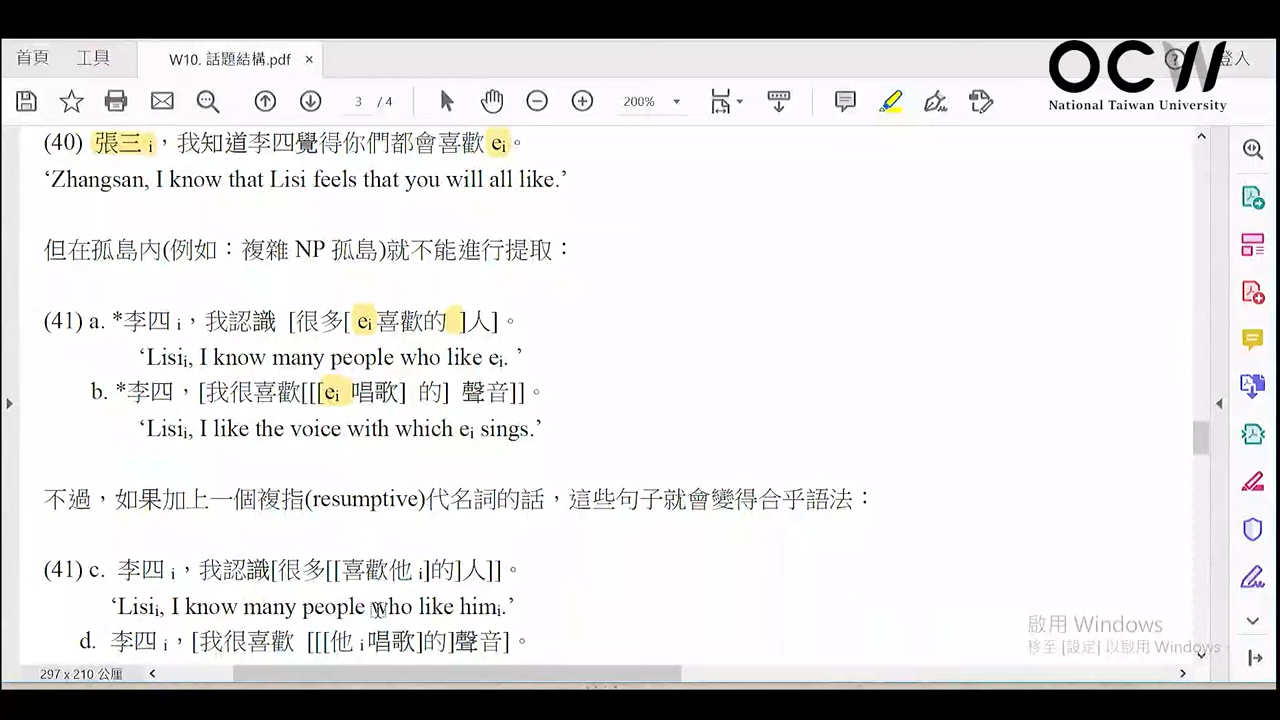 首頁 工具 W10. 話題結構.pdf × ? 登入
OCW
National Taiwan University
3 / 4 200%
(40) 張三 i，我知道李四覺得你們都會喜歡 ei。
‘Zhangsan, I know that Lisi feels that you will all like.’
但在孤島內(例如：複雜 NP 孤島)就不能進行提取：
(41) a. *李四 i，我認識 [很多[ ei喜歡的 ]人]。
‘Lisii, I know many people who like ei. ’
b. *李四，[我很喜歡[[[ei 唱歌] 的] 聲音]]。
‘Lisii, I like the voice with which ei sings.’
不過，如果加上一個複指(resumptive)代名詞的話，這些句子就會變得合乎語法：
(41) c. 李四 i，我認識[很多[[喜歡他 i]的]人]]。
‘Lisii, I know many people who like himi.’
d. 李四 i，[我很喜歡 [[[他 i唱歌]的]聲音]。
啟用 Windows
移至 [設定] 以啟用 Windows。
297 x 210 公厘